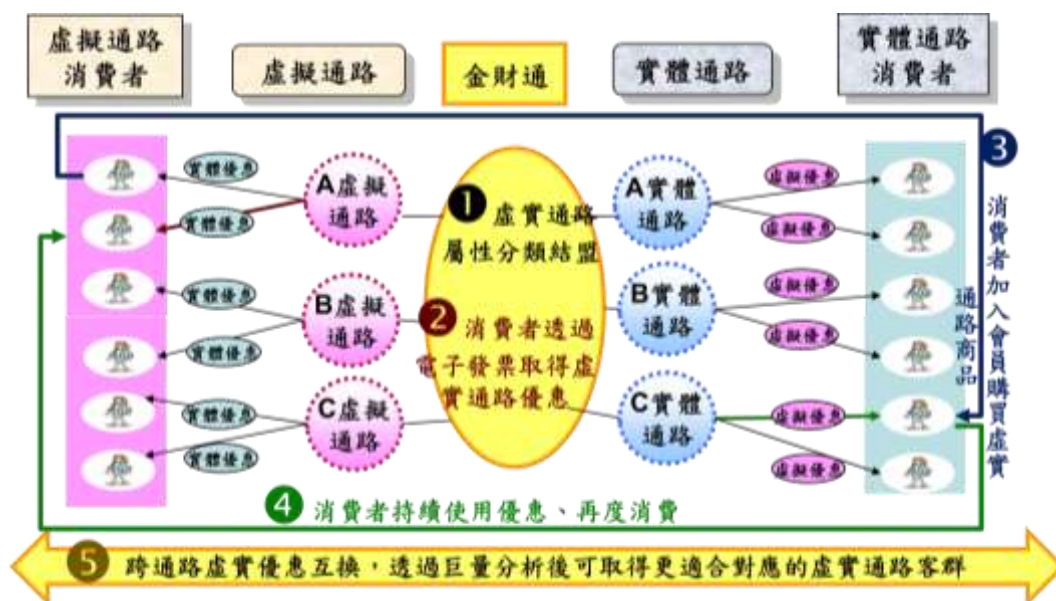 虛擬通路
消費者
虛擬通路
金財通
實體通路
實體通路
消費者
實體優惠
實體優惠
實體優惠
實體優惠
實體優惠
實體優惠
A虛擬
通路
B虛擬
通路
C虛擬
通路
1 虛實通路
屬性分類結盟
2 消費者透過
電子發票取得虛
實通路優惠
A實體
通路
B實體
通路
C實體
通路
虛擬優惠
虛擬優惠
虛擬優惠
虛擬優惠
虛擬優惠
虛擬優惠
3
消費者加入會員購買虛實
通路商品
4 消費者持續使用優惠、再度消費
5 跨通路虛實優惠互換，透過巨量分析後可取得更適合對應的虛實通路客群